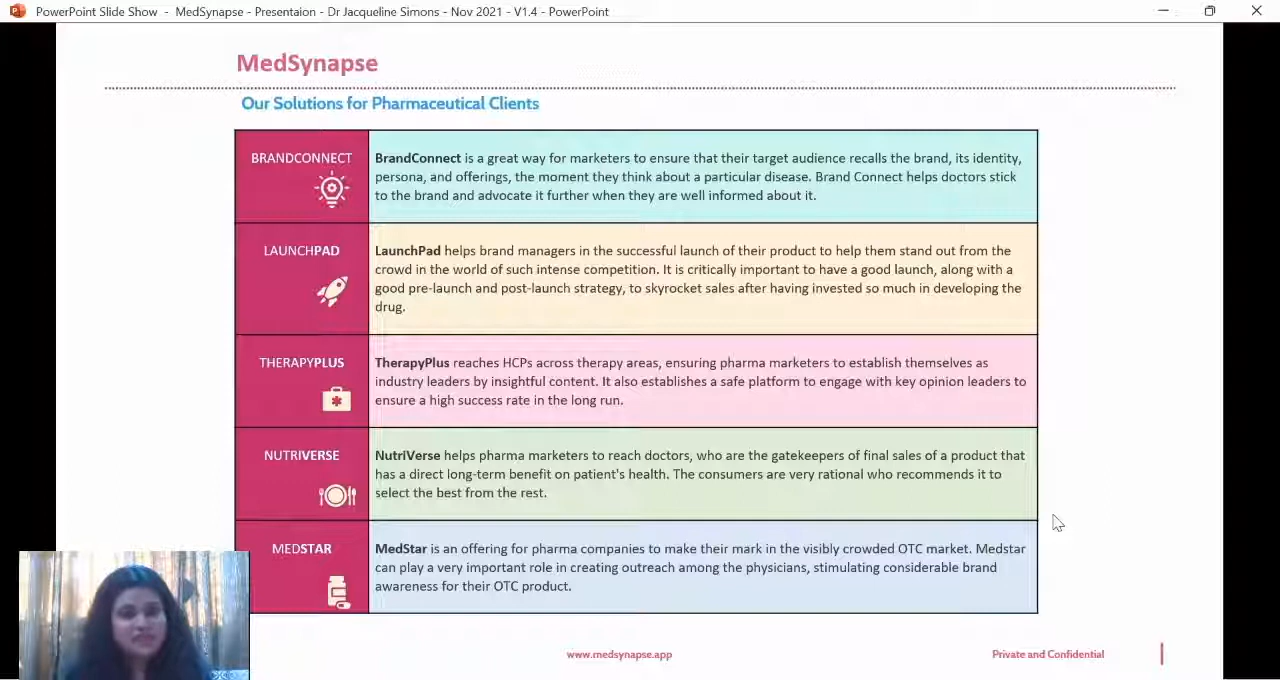 PowerPoint Slide Show - MedSynapse - Presentaion - Dr Jacqueline Simons - Nov 2021 - V1.4 - PowerPoint
MedSynapse
Our Solutions for Pharmaceutical Clients
BRANDCONNECT
BrandConnect is a great way for marketers to ensure that their target audience recalls the brand, its identity,
persona, and offerings, the moment they think about a particular disease. Brand Connect helps doctors stick
to the brand and advocate it further when they are well informed about it.
LAUNCHPAD
LaunchPad helps brand managers in the successful launch of their product to help them stand out from the
crowd in the world of such intense competition. It is critically important to have a good launch, along with a
good pre-launch and post-launch strategy, to skyrocket sales after having invested so much in developing the
drug.
THERAPYPLUS
TherapyPlus reaches HCPs across therapy areas, ensuring pharma marketers to establish themselves as
industry leaders by insightful content. It also establishes a safe platform to engage with key opinion leaders to
ensure a high success rate in the long run.
NUTRIVERSE
NutriVerse helps pharma marketers to reach doctors, who are the gatekeepers of final sales of a product that
has a direct long-term benefit on patient's health. The consumers are very rational who recommends it to
select the best from the rest.
MEDSTAR
MedStar is an offering for pharma companies to make their mark in the visibly crowded OTC market. Medstar
can play a very important role in creating outreach among the physicians, stimulating considerable brand
awareness for their OTC product.
www.medsynapse.app
Private and Confidential